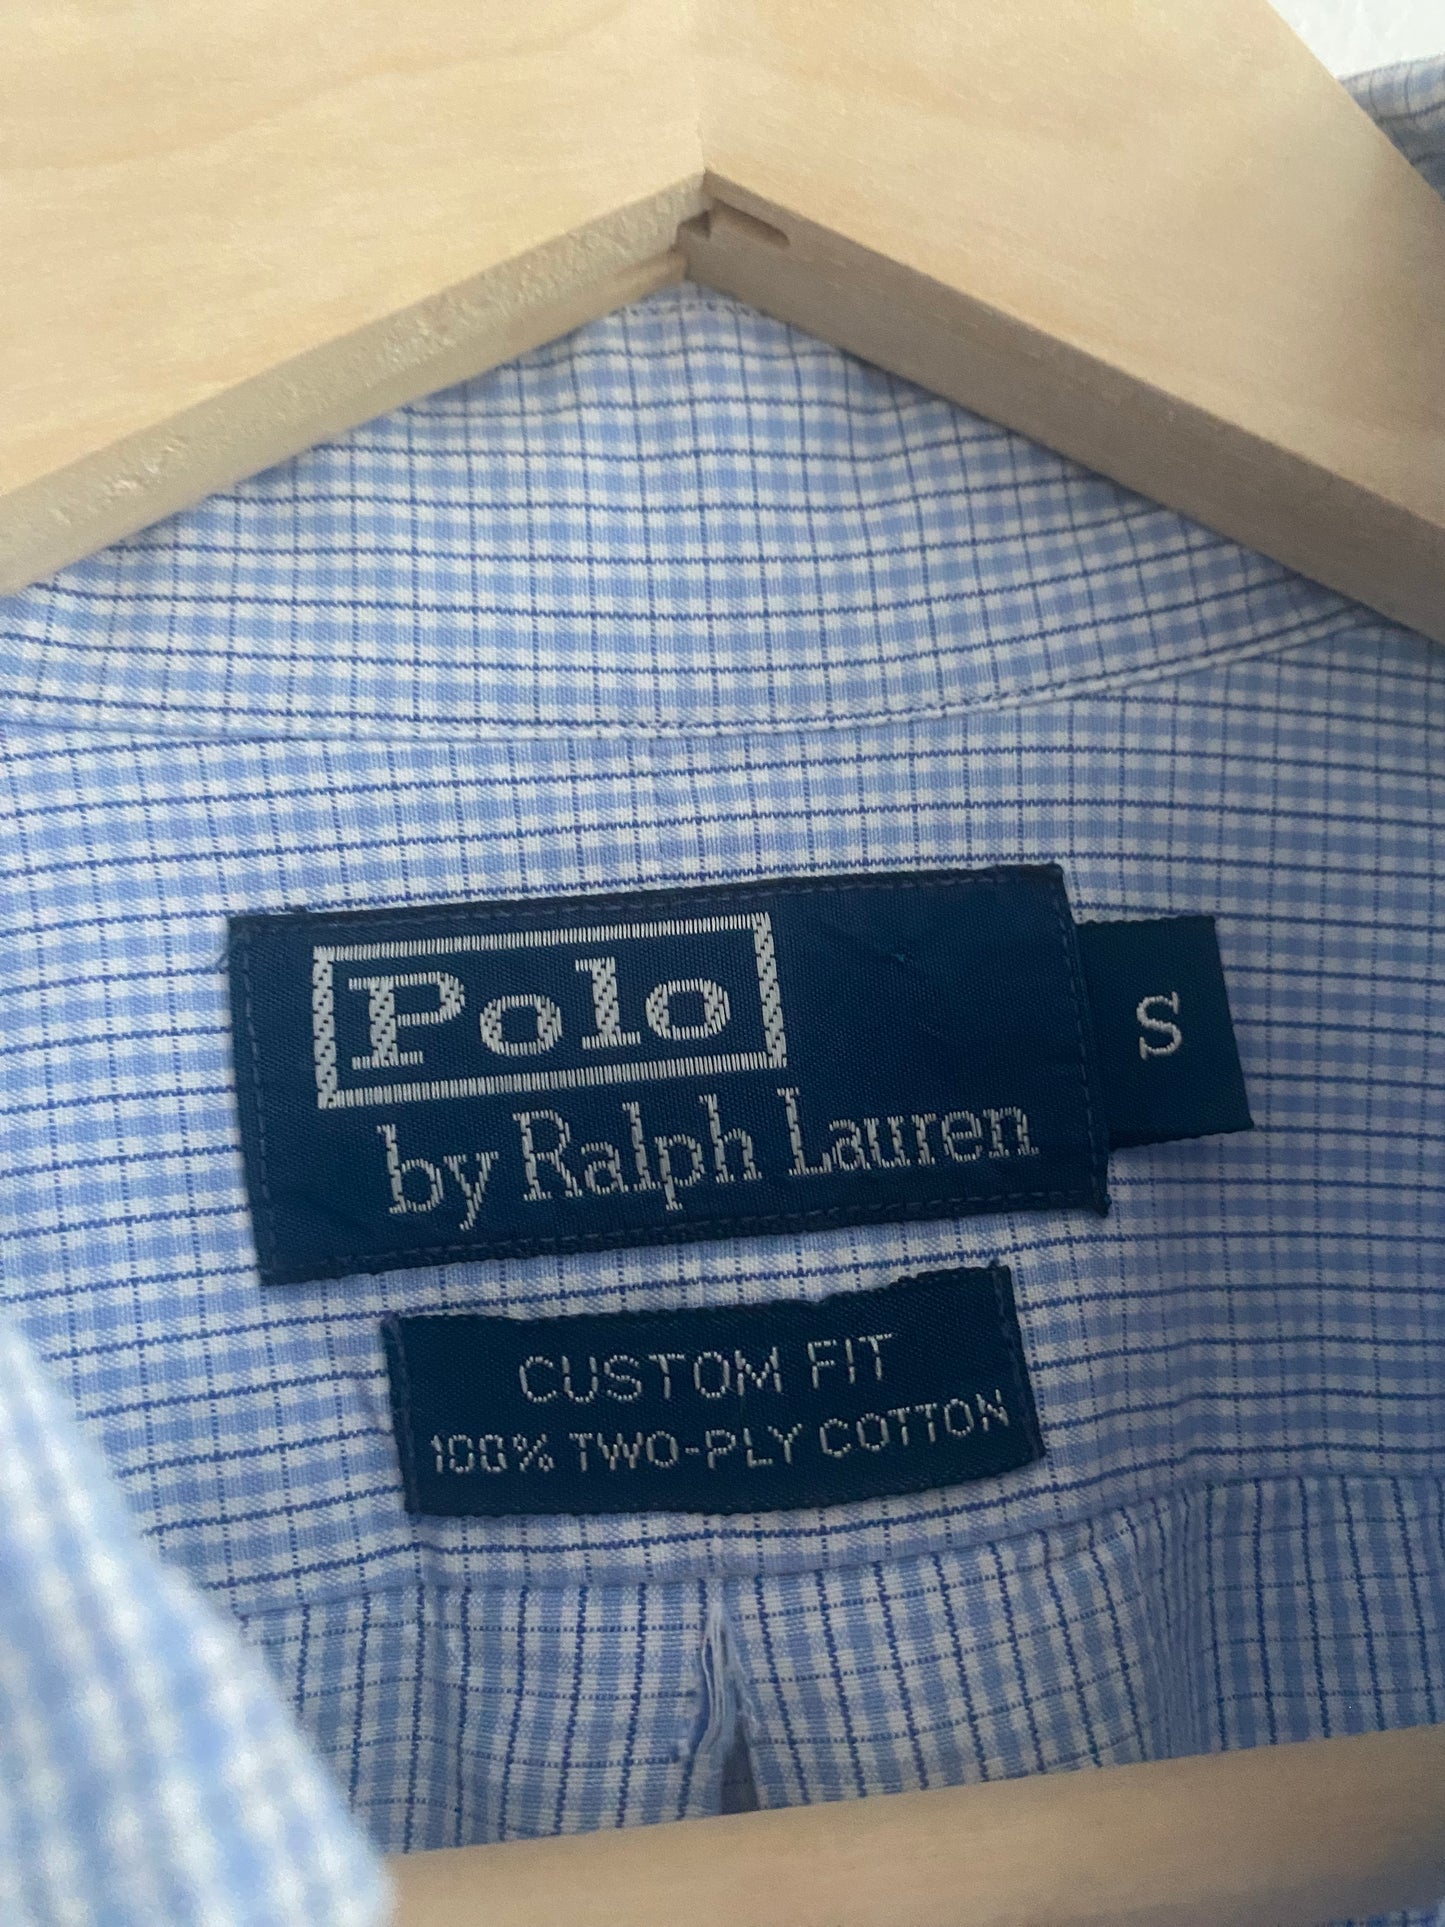 Polo
by Ralph Lauren
S
CUSTOM FIT
100% TWO-PLY COTTON